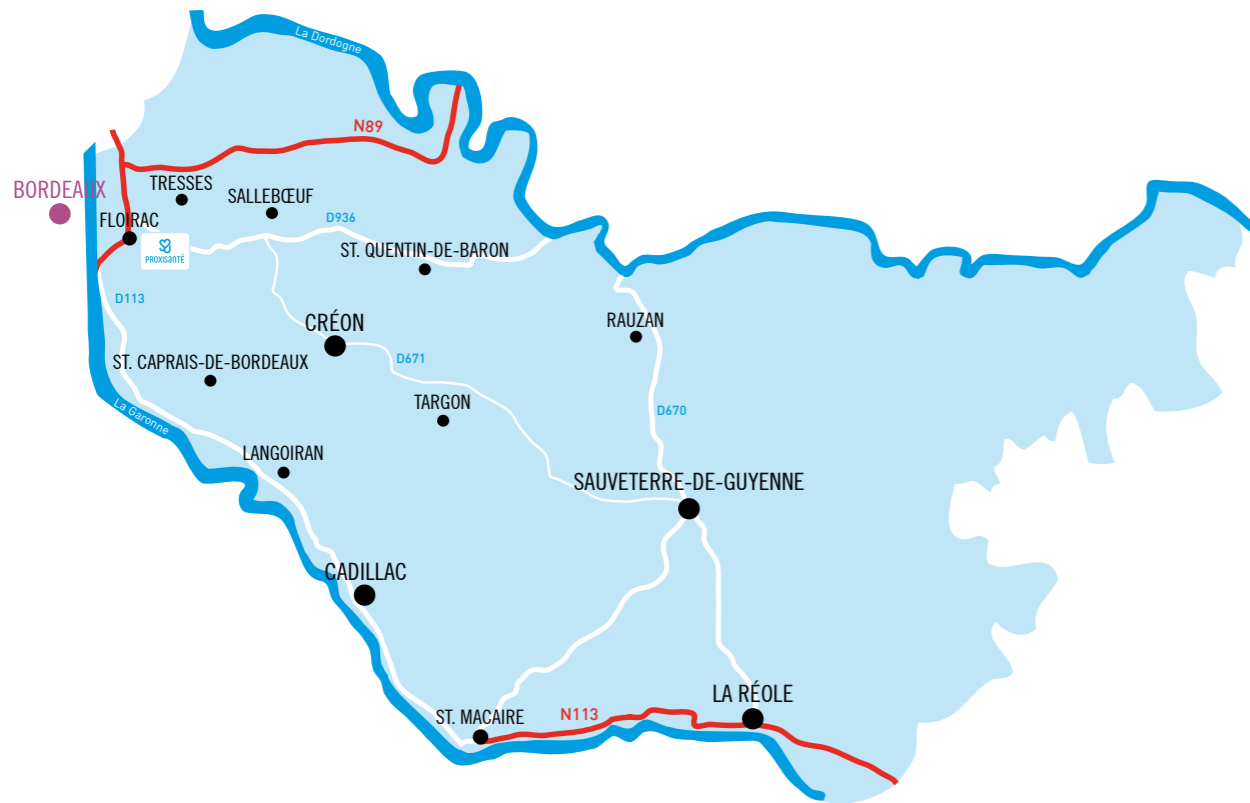 La Dordogne
N89
BORDEAUX
TRESSES
SALLEBŒUF
FLOIRAC
D936
PROXISANTÉ
ST. QUENTIN-DE-BARON
D113
CRÉON
RAUZAN
ST. CAPRAIS-DE-BORDEAUX
D671
La Garonne
TARGON
D670
LANGOIRAN
SAUVETERRE-DE-GUYENNE
CADILLAC
LA RÉOLE
ST. MACAIRE
N113